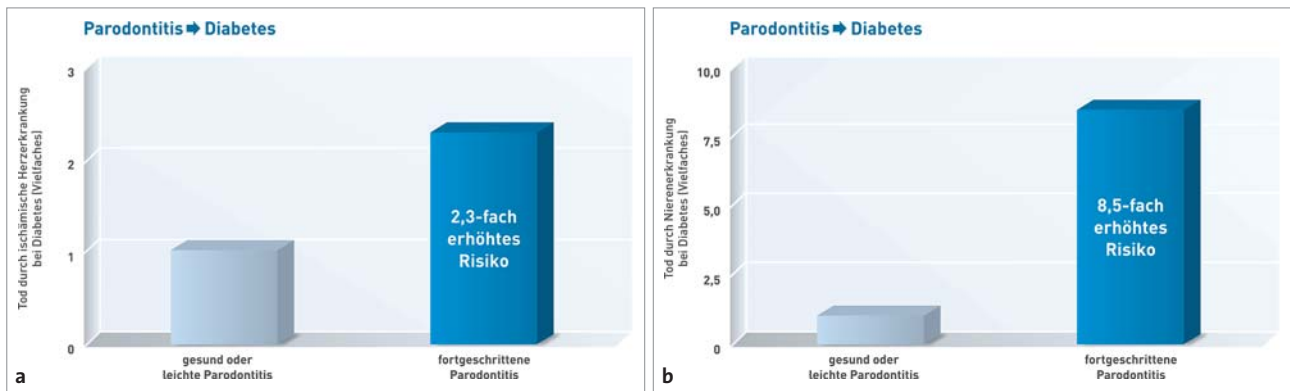 Parodontitis ➡ Diabetes
Tod durch ischämische Herzerkrankung
bei Diabetes (Vielfaches)
3
2
1
0
2,3-fach
erhöhtes
Risiko
gesund oder
leichte Parodontitis
fortgeschrittene
Parodontitis
a
Parodontitis ➡ Diabetes
Tod durch Nierenerkrankung
bei Diabetes (Vielfaches)
10,0
7,5
5,0
2,5
0
8,5-fach
erhöhtes
Risiko
gesund oder
leichte Parodontitis
fortgeschrittene
Parodontitis
b